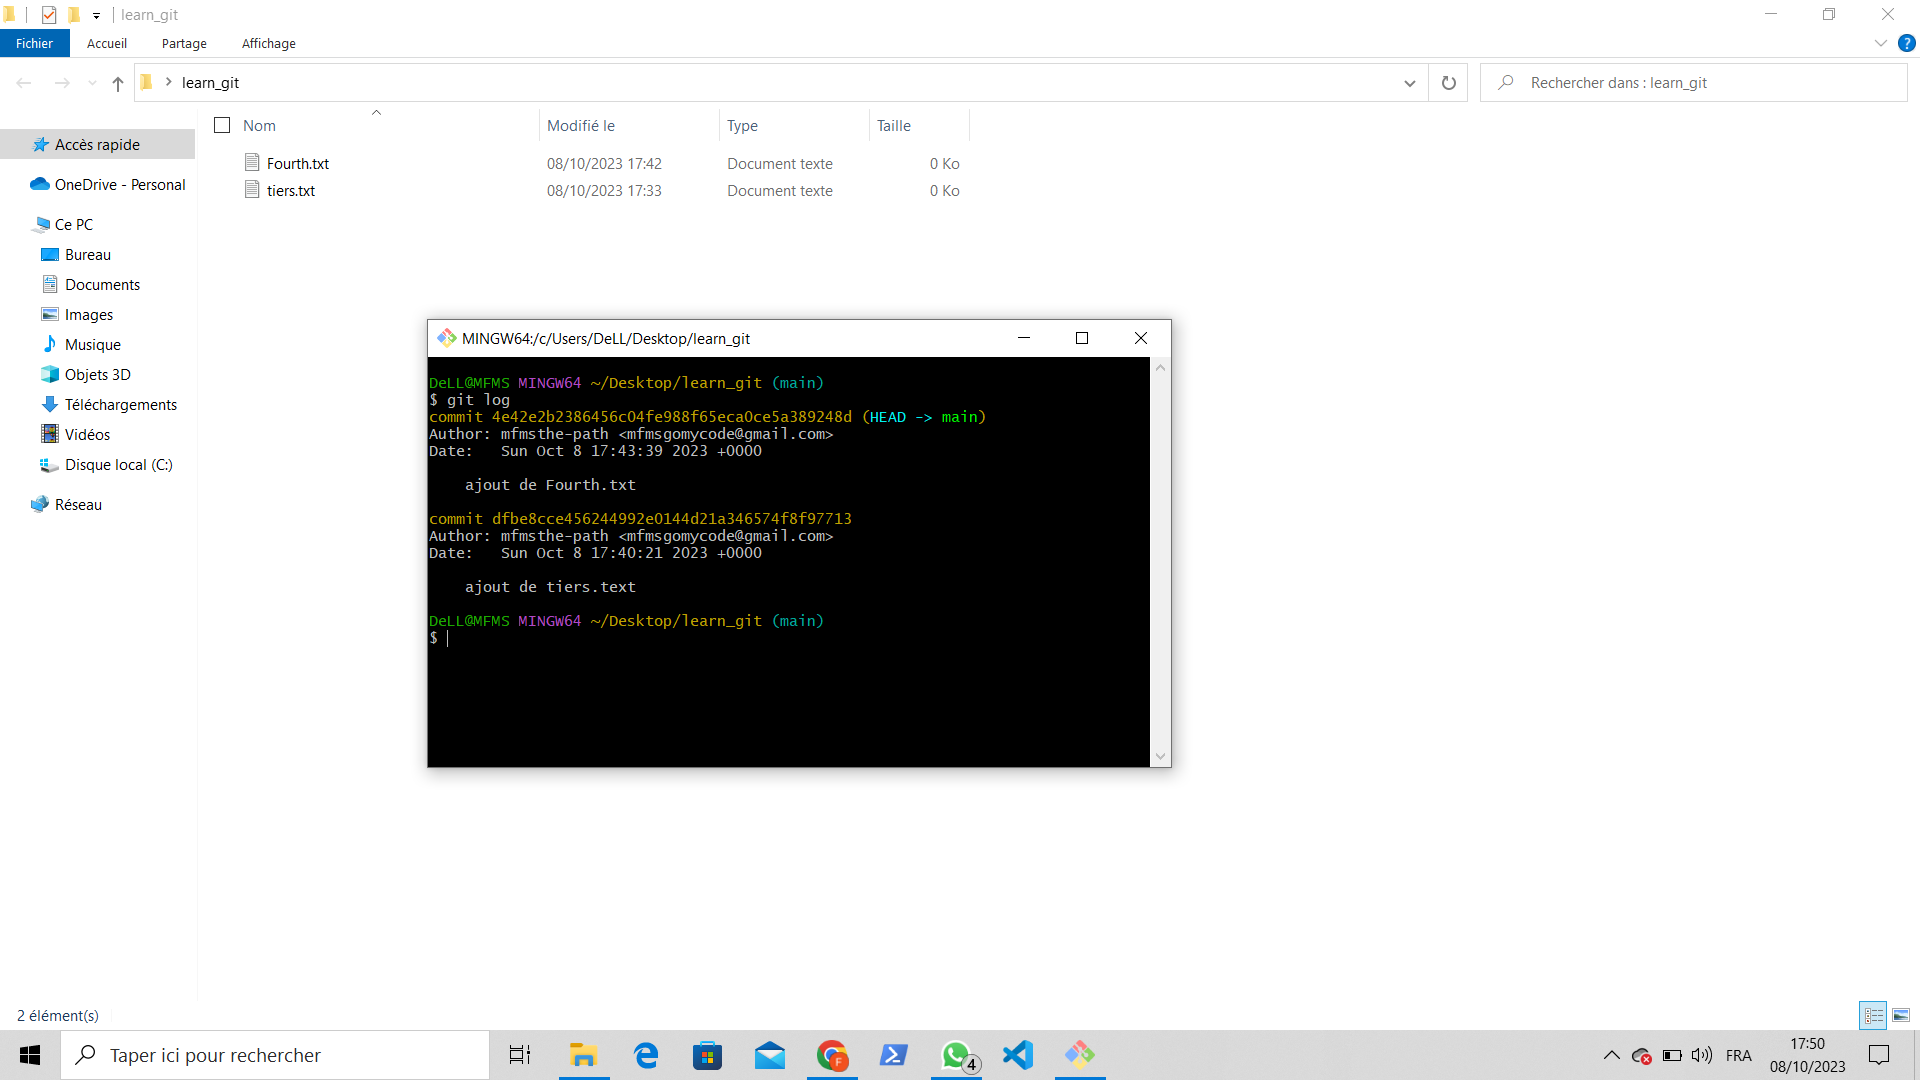 learn_git
Fichier Accueil Partage Affichage
learn_git
Rechercher dans : learn_git
Nom Modifié le Type Taille
Fourth.txt 08/10/2023 17:42 Document texte 0 Ko
tiers.txt 08/10/2023 17:33 Document texte 0 Ko
Accès rapide
OneDrive - Personal
Ce PC
Bureau
Documents
Images
Musique
Objets 3D
Téléchargements
Vidéos
Disque local (C:)
Réseau
MINGW64:/c/Users/DeLL/Desktop/learn_git
DeLL@MFMS MINGW64 ~/Desktop/learn_git (main)
$ git log
commit 4e42e2b2386456c04fe988f65eca0ce5a389248d (HEAD -> main)
Author: mfmsthe-path <mfmsgomycode@gmail.com>
Date:   Sun Oct 8 17:43:39 2023 +0000
ajout de Fourth.txt
commit dfbe8cce456244992e0144d21a346574f8f97713
Author: mfmsthe-path <mfmsgomycode@gmail.com>
Date:   Sun Oct 8 17:40:21 2023 +0000
ajout de tiers.text
DeLL@MFMS MINGW64 ~/Desktop/learn_git (main)
$
2 élément(s)
Taper ici pour rechercher
F
4
FRA
17:50
08/10/2023